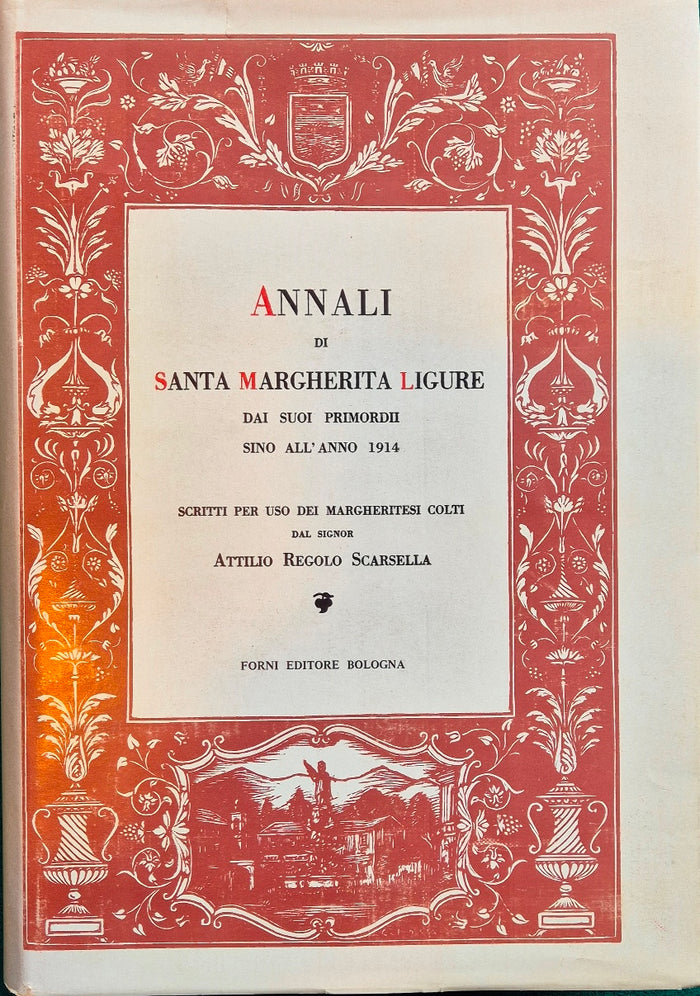 ANNALI
DI
SANTA MARGHERITA LIGURE
DAI SUOI PRIMORDII
SINO ALL'ANNO 1914
SCRITTI PER USO DEI MARGHERITESI COLTI
DAL SIGNOR
ATTILIO REGOLO SCARSELLA
FORNI EDITORE BOLOGNA